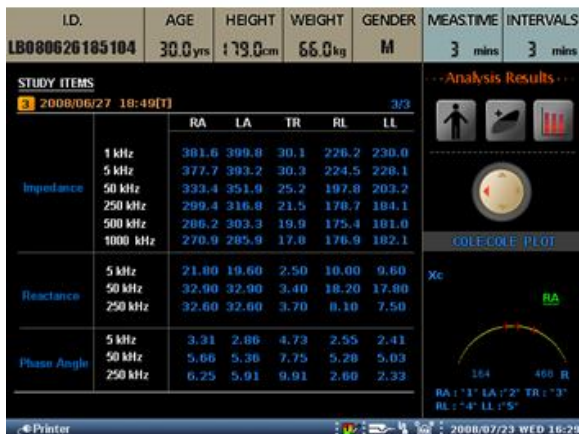 I.D. AGE HEIGHT WEIGHT GENDER MEAS.TIME INTERVALS
LB080626185104 30.0 yrs 179.0cm 66.0kg M 3 mins 3 mins
STUDY ITEMS
3 2008/06/27 18:49[T] 3/3
RA LA TR RL LL
Impedance
1 kHz 381.6 399.8 30.1 226.2 230.0
5 kHz 377.7 393.2 30.3 224.5 228.1
50 kHz 333.4 351.9 25.2 197.8 203.2
250 kHz 299.4 316.8 21.5 178.7 184.1
500 kHz 286.2 303.3 19.9 175.4 181.0
1000 kHz 270.9 285.9 17.8 176.9 182.1
Reactance
5 kHz 21.80 19.60 2.50 10.00 9.60
50 kHz 32.90 32.90 3.40 18.20 17.80
250 kHz 32.60 32.60 3.70 8.10 7.50
Phase Angle
5 kHz 3.31 2.86 4.73 2.55 2.41
50 kHz 5.66 5.36 7.75 5.28 5.03
250 kHz 6.25 5.91 9.91 2.60 2.33
Analysis Results
COLE-COLE PLOT
Xc
RA
164 468 R
RA : "1" LA : "2" TR : "3"
RL : "4" LL : "5"
Printer 2008/07/23 WED 16:29